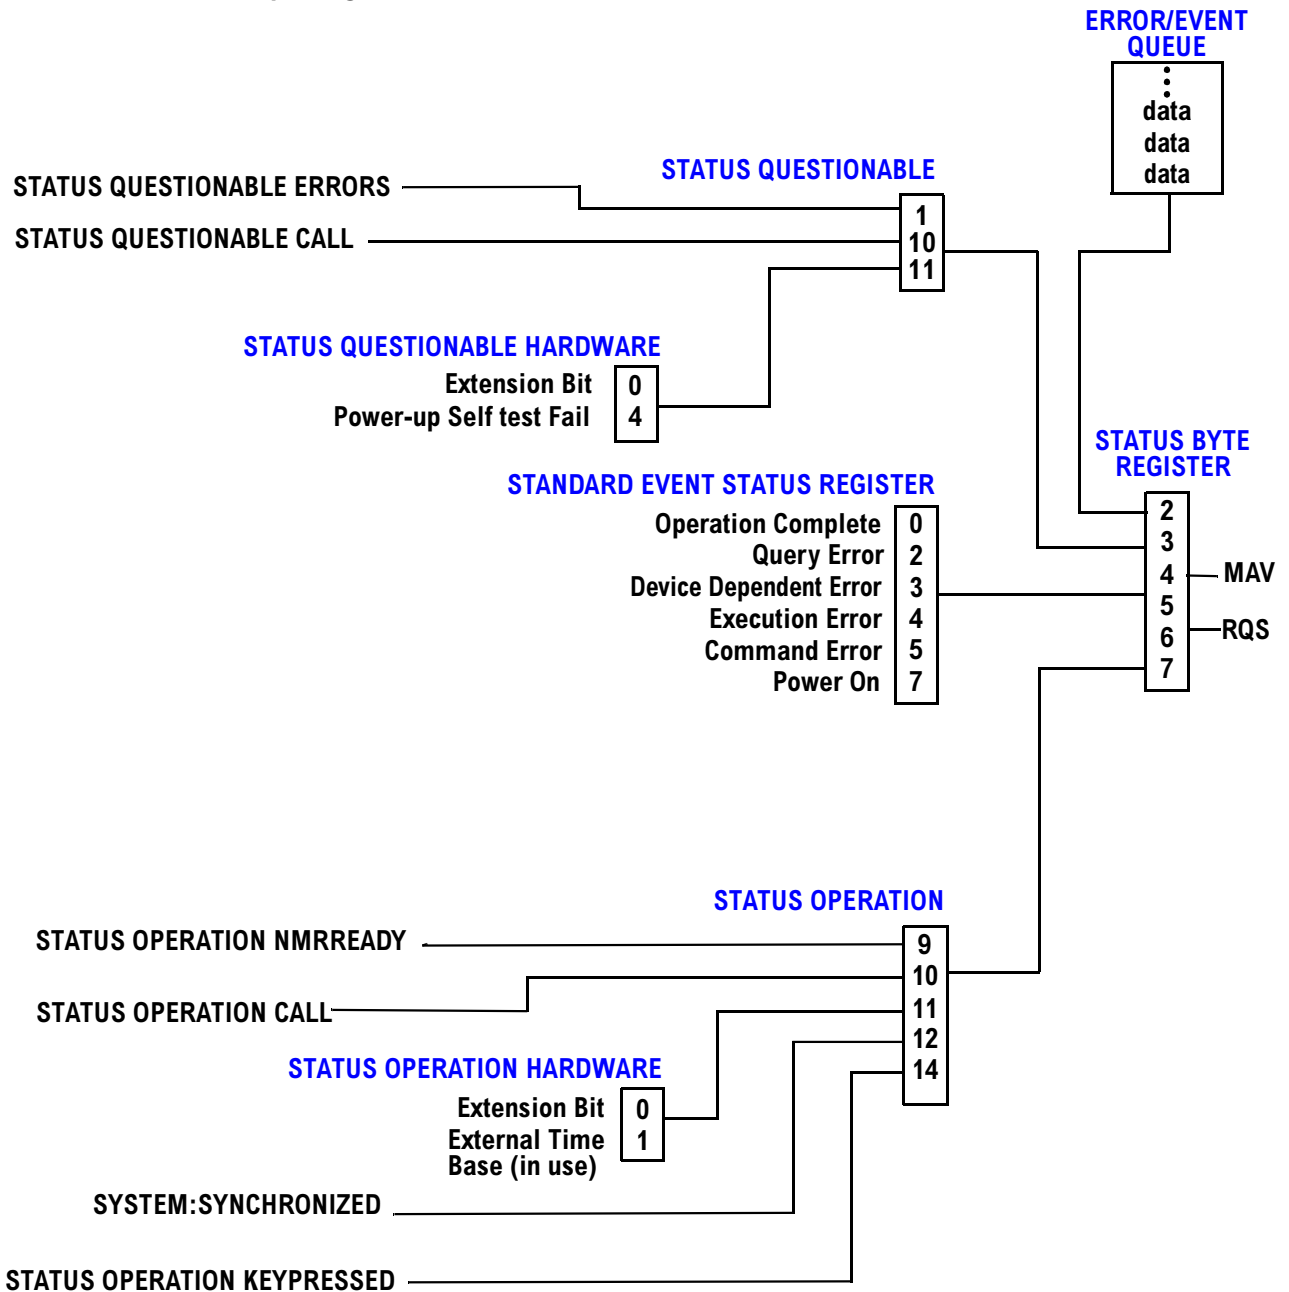 ERROR/EVENT
QUEUE
data
data
data
STATUS QUESTIONABLE
STATUS QUESTIONABLE ERRORS
1
STATUS QUESTIONABLE CALL
10
11
STATUS QUESTIONABLE HARDWARE
Extension Bit 0
Power-up Self test Fail 4
STATUS BYTE
REGISTER
2
3
4 MAV
5
6 RQS
7
STANDARD EVENT STATUS REGISTER
Operation Complete 0
Query Error 2
Device Dependent Error 3
Execution Error 4
Command Error 5
Power On 7
STATUS OPERATION
STATUS OPERATION NMRREADY
9
10
STATUS OPERATION CALL
11
12
14
STATUS OPERATION HARDWARE
Extension Bit 0
External Time 1
Base (in use)
SYSTEM:SYNCHRONIZED
STATUS OPERATION KEYPRESSED